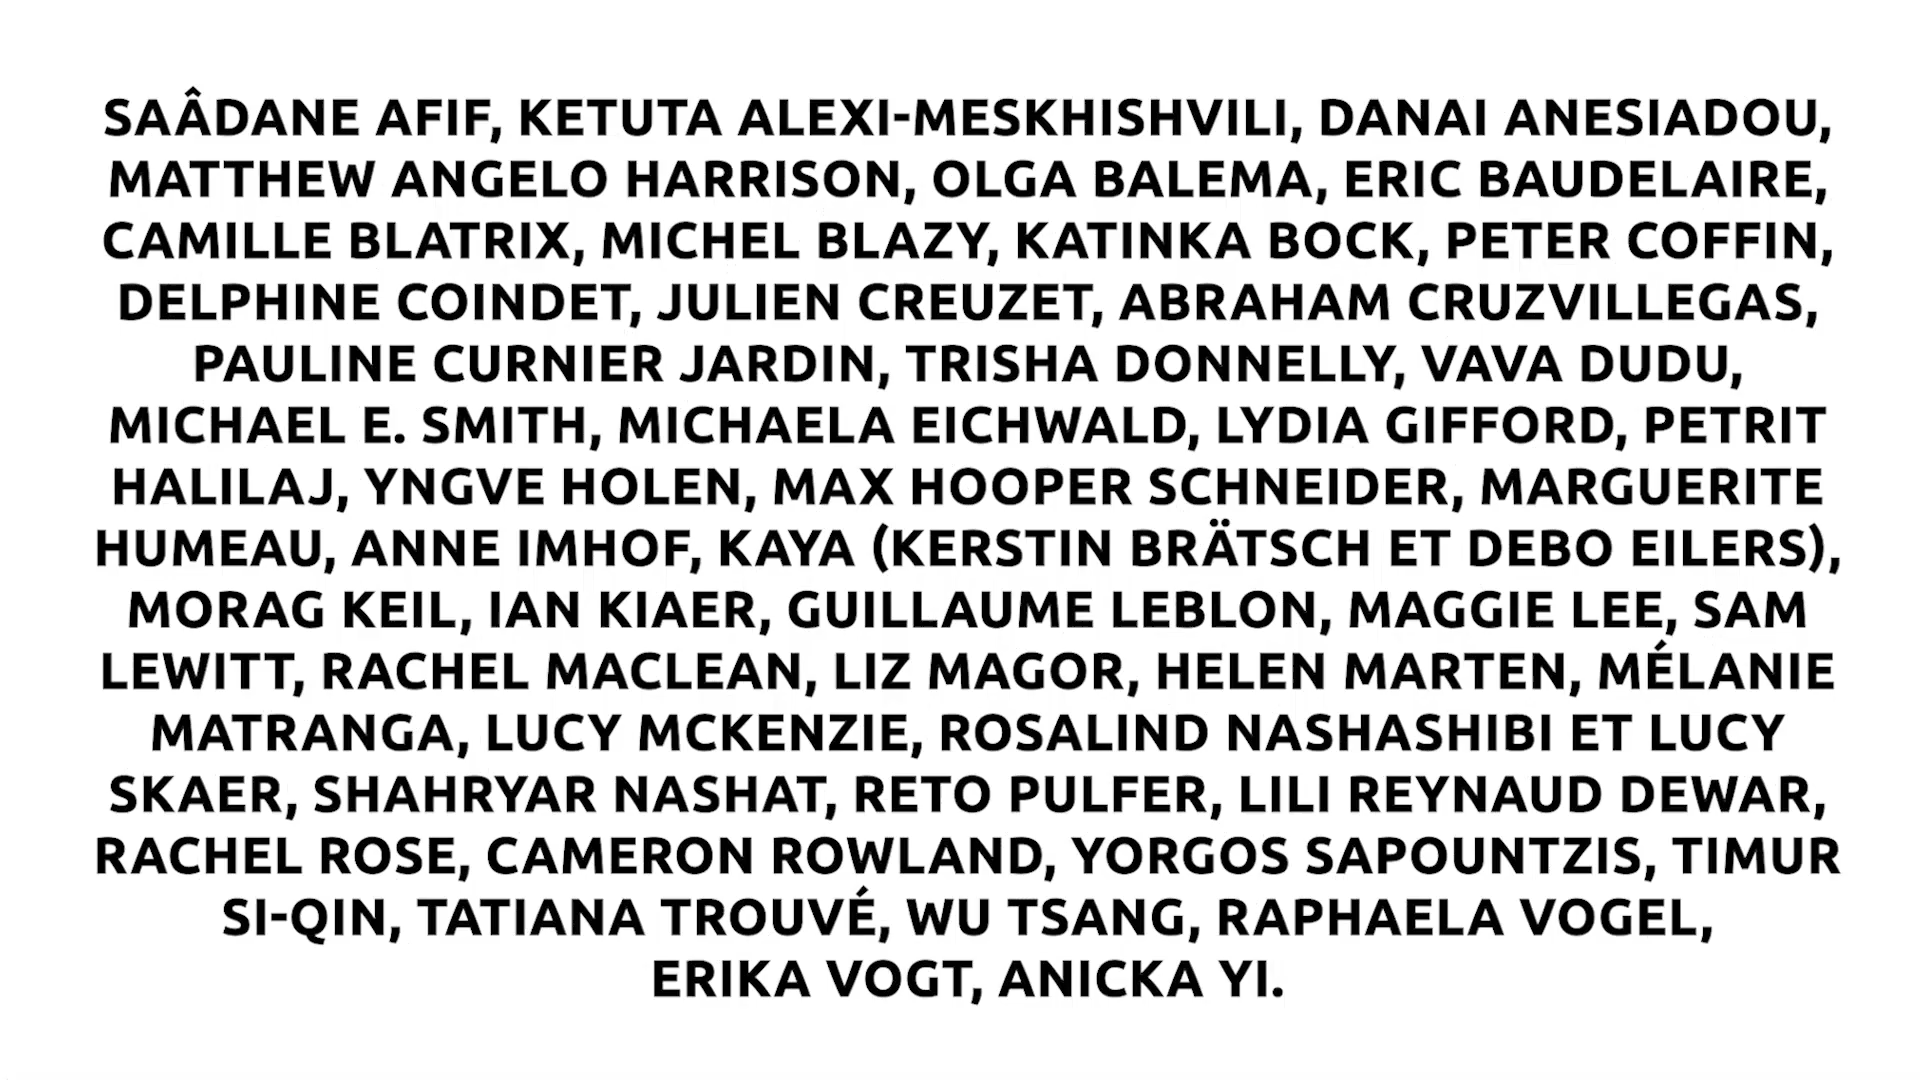 SAÂDANE AFIF, KETUTA ALEXI-MESKHISHVILI, DANAI ANESIADOU,
MATTHEW ANGELO HARRISON, OLGA BALEMA, ERIC BAUDELAIRE,
CAMILLE BLATRIX, MICHEL BLAZY, KATINKA BOCK, PETER COFFIN,
DELPHINE COINDET, JULIEN CREUZET, ABRAHAM CRUZVILLEGAS,
PAULINE CURNIER JARDIN, TRISHA DONNELLY, VAVA DUDU,
MICHAEL E. SMITH, MICHAELA EICHWALD, LYDIA GIFFORD, PETRIT
HALILAJ, YNGVE HOLEN, MAX HOOPER SCHNEIDER, MARGUERITE
HUMEAU, ANNE IMHOF, KAYA (KERSTIN BRÄTSCH ET DEBO EILERS),
MORAG KEIL, IAN KIAER, GUILLAUME LEBLON, MAGGIE LEE, SAM
LEWITT, RACHEL MACLEAN, LIZ MAGOR, HELEN MARTEN, MÉLANIE
MATRANGA, LUCY MCKENZIE, ROSALIND NASHASHIBI ET LUCY
SKAER, SHAHRYAR NASHAT, RETO PULFER, LILI REYNAUD DEWAR,
RACHEL ROSE, CAMERON ROWLAND, YORGOS SAPOUNTZIS, TIMUR
SI-QIN, TATIANA TROUVÉ, WU TSANG, RAPHAELA VOGEL,
ERIKA VOGT, ANICKA YI.